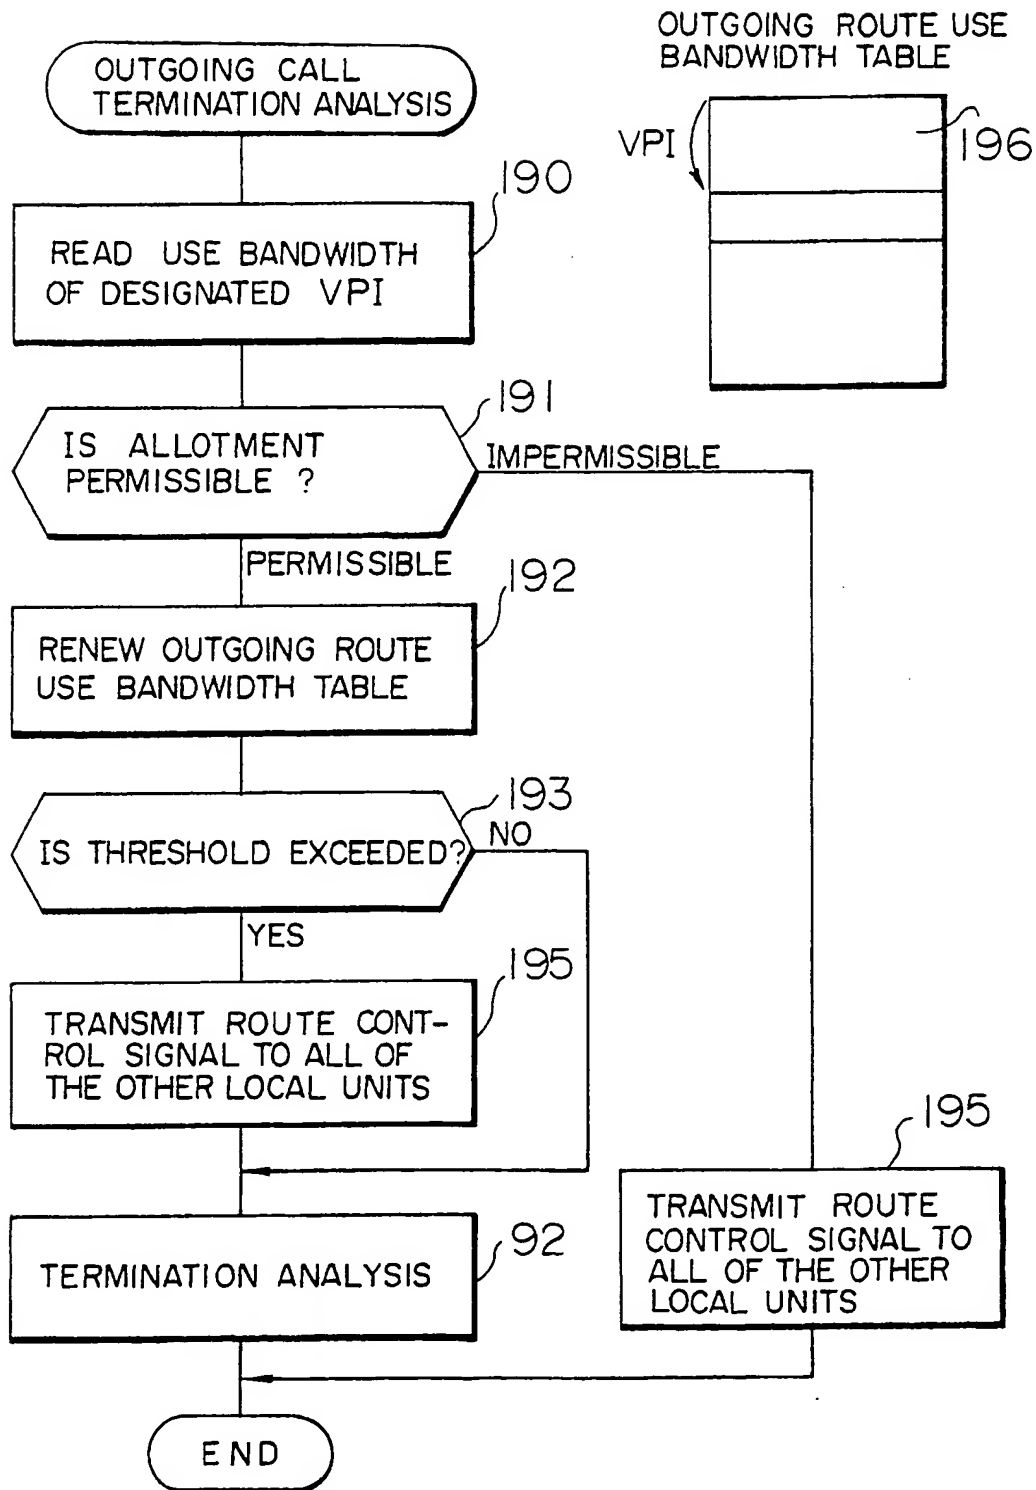 OUTGOING CALL
TERMINATION ANALYSIS
OUTGOING ROUTE USE
BANDWIDTH TABLE
VPI
196
190
READ USE BANDWIDTH
OF DESIGNATED VPI
191
IS ALLOTMENT
PERMISSIBLE ?
IMPERMISSIBLE
PERMISSIBLE
192
RENEW OUTGOING ROUTE
USE BANDWIDTH TABLE
193
IS THRESHOLD EXCEEDED?
NO
YES
195
TRANSMIT ROUTE CONT-
ROL SIGNAL TO ALL OF
THE OTHER LOCAL UNITS
195
TRANSMIT ROUTE
CONTROL SIGNAL TO
ALL OF THE OTHER
LOCAL UNITS
92
TERMINATION ANALYSIS
END